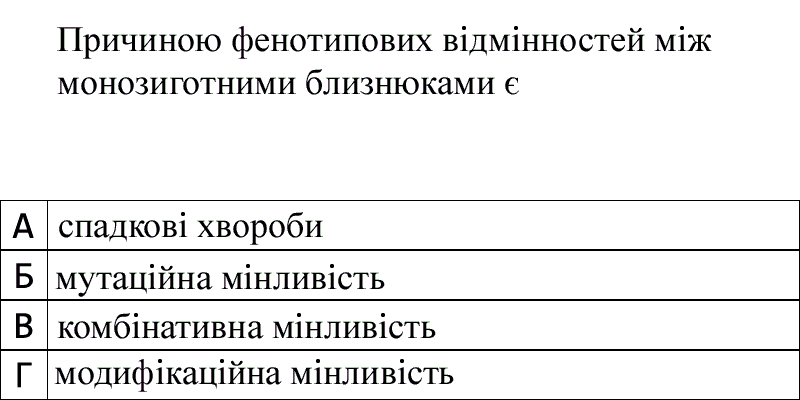 Причиною фенотипових відмінностей між
монозиготними близнюками є
А спадкові хвороби
Б мутаційна мінливість
В комбінативна мінливість
Г модифікаційна мінливість